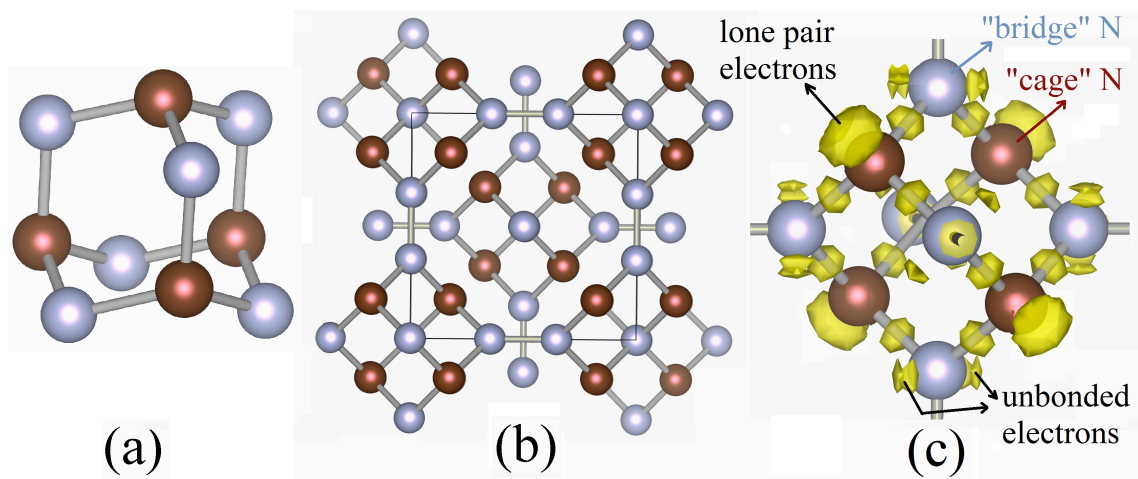 lone pair
electrons
"bridge" N
"cage" N
unbonded
electrons
(a)
(b)
(c)